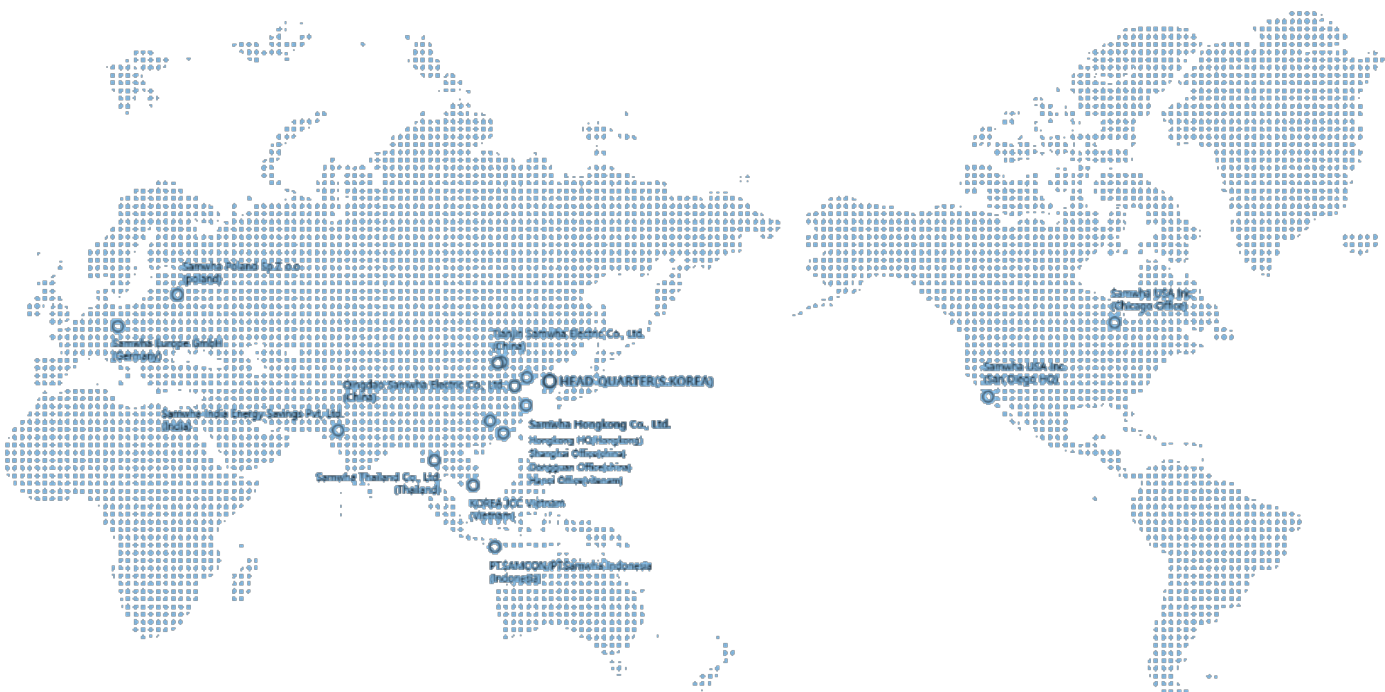 Samwha Poland Sp.Z o.o.
(poland)
Samwha Europe GmbH
(Germany)
Samwha USA Inc.
(Chicago Office)
Tianjin Samwha Electric Co., Ltd.
(China)
Samwha USA Inc.
(San Diego HQ)
Qingdao Samwha Electric Co., Ltd.
(China)
HEAD QUARTER(S.KOREA)
Samwha India Energy Savings Pvt. Ltd.
(India)
Samwha Hongkong Co., Ltd.
Hongkong HQ(Hongkong)
Shanghai Office(china)
Dongguan Office(china)
Hanoi Office(vitenam)
Samwha Thailand Co., Ltd.
(Thailand)
KOREA JCC Vietnam
(Vietnam)
PT.SAMCON/PT.Samwha Indonesia
(Indonesia)